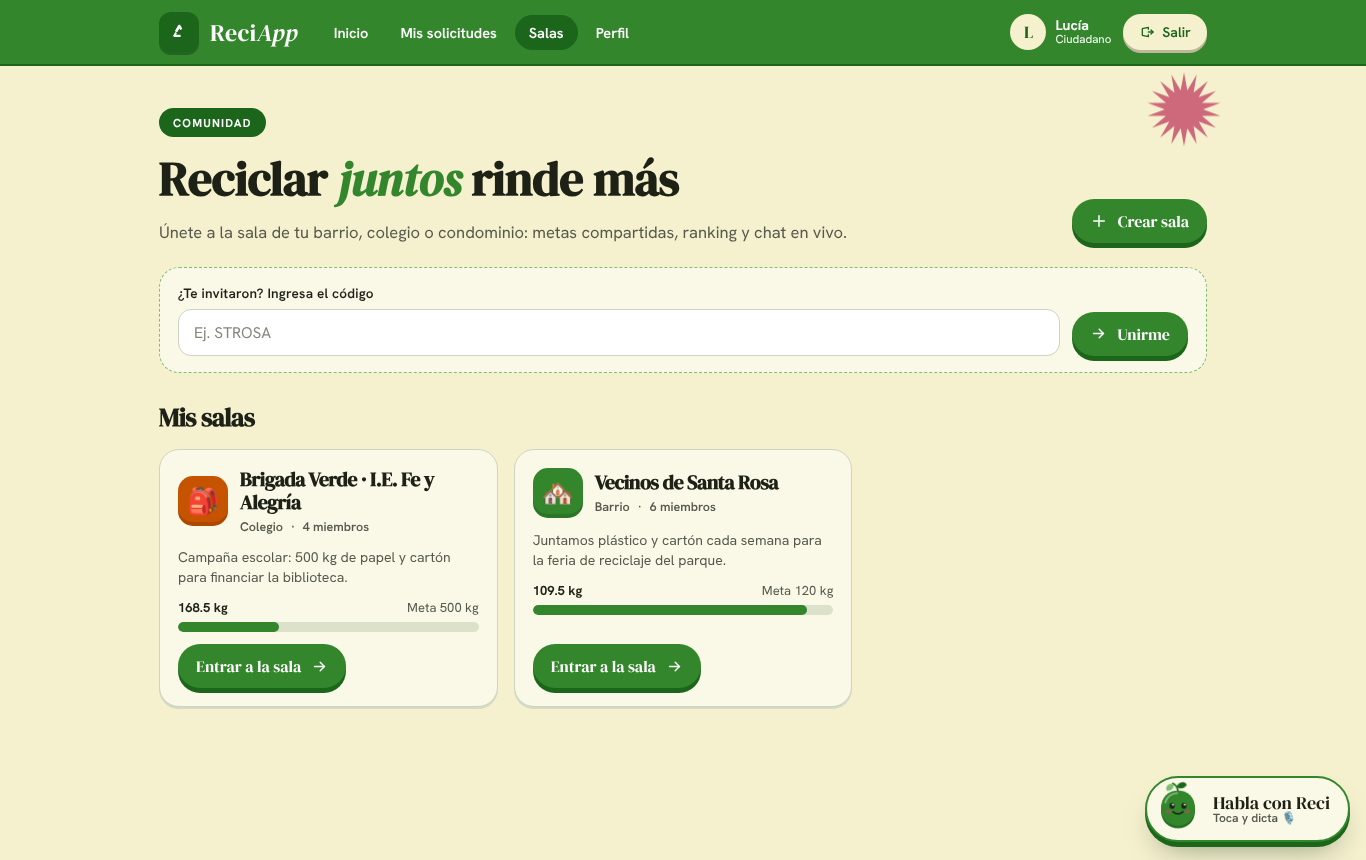 ReciApp
Inicio
Mis solicitudes
Salas
Perfil
L
Lucía
Ciudadano
Salir
COMUNIDAD
Reciclar juntos rinde más
Únete a la sala de tu barrio, colegio o condominio: metas compartidas, ranking y chat en vivo.
Crear sala
¿Te invitaron? Ingresa el código
Ej. STROSA
Unirme
Mis salas
Brigada Verde · I.E. Fe y
Alegría
Colegio · 4 miembros
Campaña escolar: 500 kg de papel y cartón
para financiar la biblioteca.
168.5 kg
Meta 500 kg
Entrar a la sala
Vecinos de Santa Rosa
Barrio · 6 miembros
Juntamos plástico y cartón cada semana para
la feria de reciclaje del parque.
109.5 kg
Meta 120 kg
Entrar a la sala
Habla con Reci
Toca y dicta